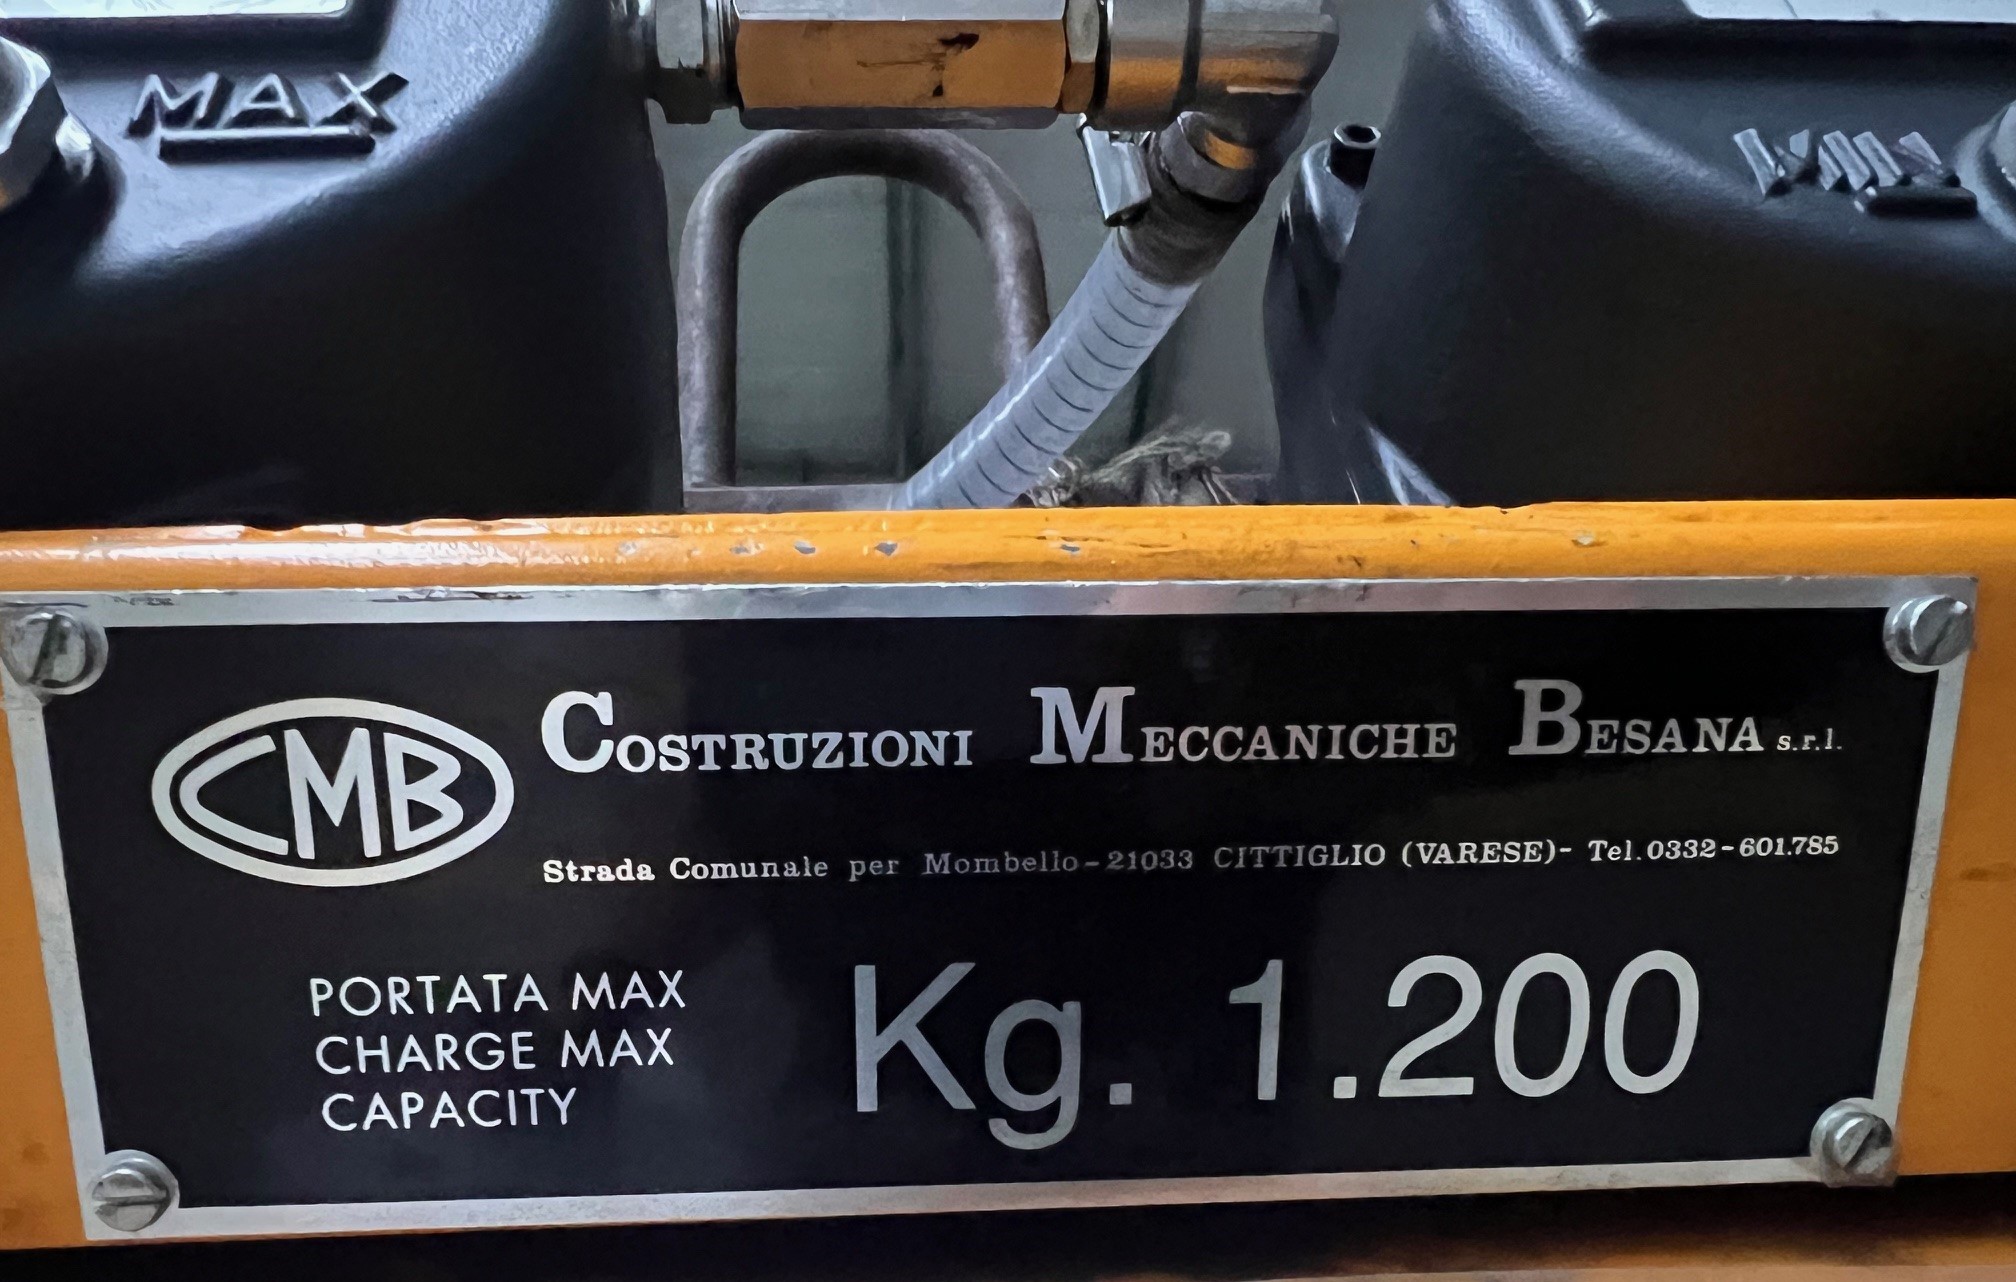 MAX
CMB
COSTRUZIONI MECCANICHE BESANA s.r.l.
Strada Comunale per Mombello-21033 CITTIGLIO (VARESE)- Tel.0332-601.785
PORTATA MAX
CHARGE MAX
CAPACITY
Kg. 1.200